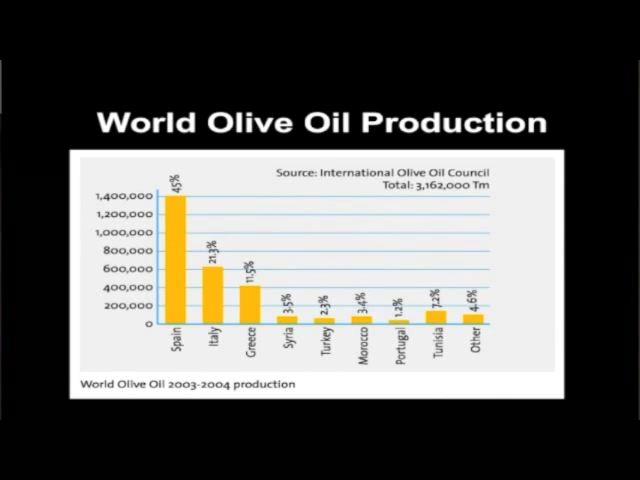 World Olive Oil Production
Source: International Olive Oil Council
Total: 3,162,000 Tm
1,400,000
1,200,000
1,000,000
800,000
600,000
400,000
200,000
0
45%
21.3%
11.5%
3.5%
2.3%
3.4%
1.2%
7.2%
4.6%
Spain
Italy
Greece
Syria
Turkey
Morocco
Portugal
Tunisia
Other
World Olive Oil 2003-2004 production